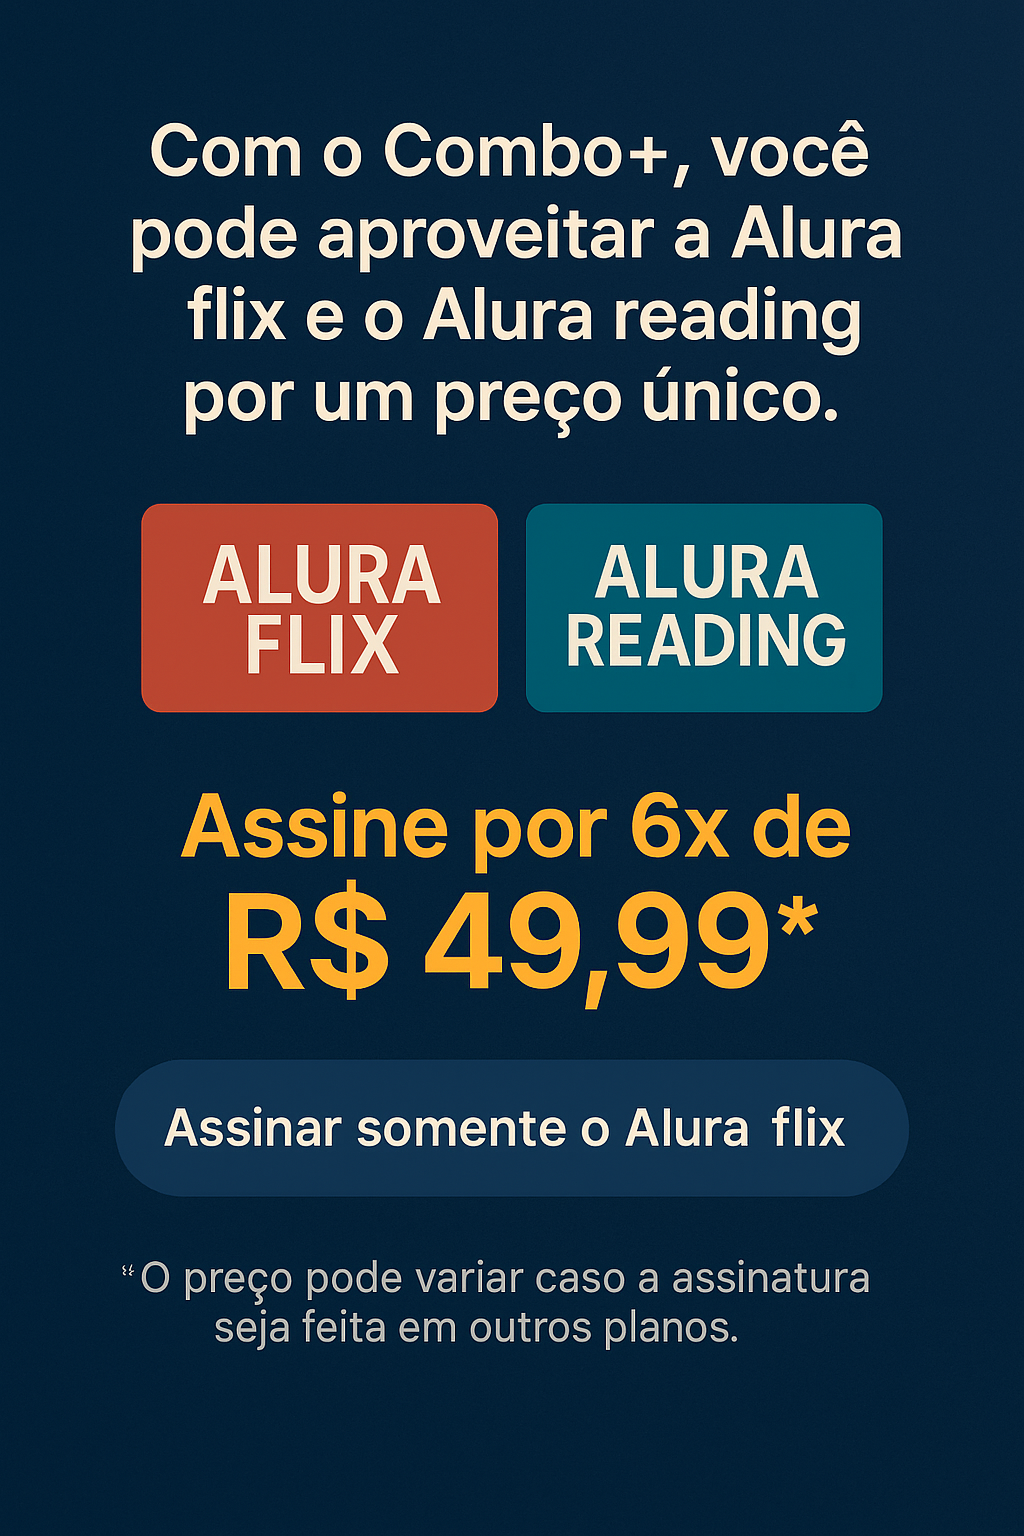 Com o Combo+, você
pode aproveitar a Alura
flix e o Alura reading
por um preço único.
ALURA
FLIX
ALURA
READING
Assine por 6x de
R$ 49,99*
Assinar somente o Alura flix
“O preço pode variar caso a assinatura
seja feita em outros planos.